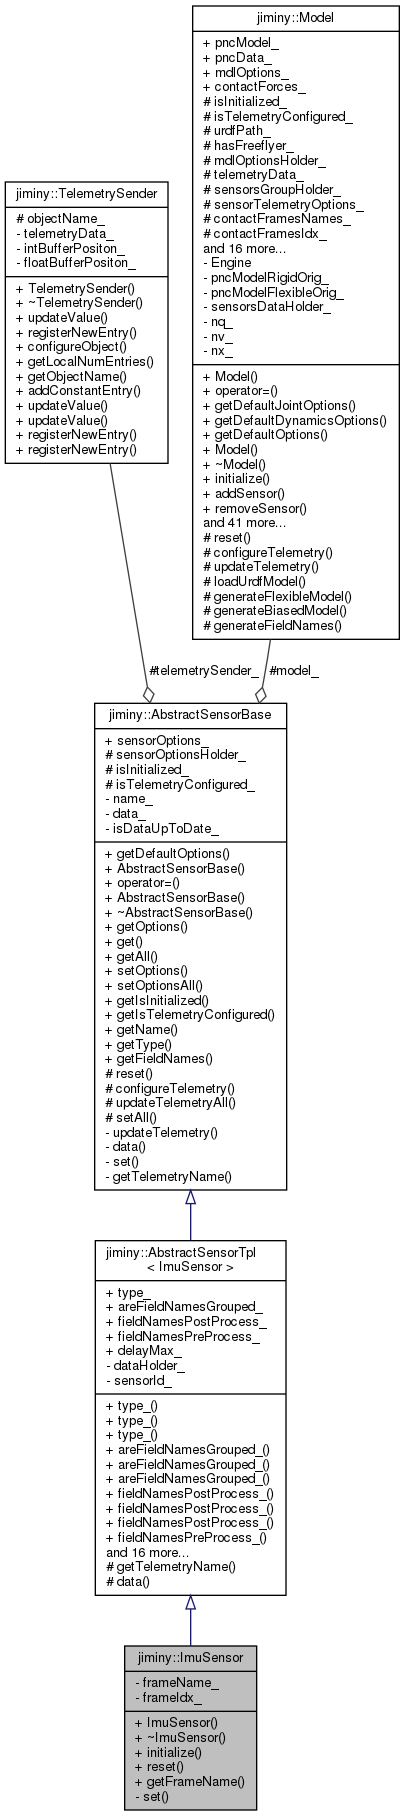 jiminy::Model
+ pncModel_
+ pncData_
+ mdlOptions_
+ contactForces_
# isInitialized_
# isTelemetryConfigured_
# urdfPath_
# hasFreeflyer_
# mdlOptionsHolder_
# telemetryData_
# sensorsGroupHolder_
# sensorTelemetryOptions_
# contactFramesNames_
# contactFramesIdx_
and 16 more...
- Engine
- pncModelRigidOrig_
- pncModelFlexibleOrig_
- sensorsDataHolder_
- nq_
- nv_
- nx_
+ Model()
+ operator=()
+ getDefaultJointOptions()
+ getDefaultDynamicsOptions()
+ getDefaultOptions()
+ Model()
+ ~Model()
+ initialize()
+ addSensor()
+ removeSensor()
and 41 more...
# reset()
# configureTelemetry()
# updateTelemetry()
# loadUrdfModel()
# generateFlexibleModel()
# generateBiasedModel()
# generateFieldNames()
jiminy::TelemetrySender
# objectName_
- telemetryData_
- intBufferPositon_
- floatBufferPositon_
+ TelemetrySender()
+ ~TelemetrySender()
+ updateValue()
+ registerNewEntry()
+ configureObject()
+ getLocalNumEntries()
+ getObjectName()
+ addConstantEntry()
+ updateValue()
+ updateValue()
+ registerNewEntry()
+ registerNewEntry()
#telemetrySender_
#model_
jiminy::AbstractSensorBase
+ sensorOptions_
# sensorOptionsHolder_
# isInitialized_
# isTelemetryConfigured_
- name_
- data_
- isDataUpToDate_
+ getDefaultOptions()
+ AbstractSensorBase()
+ operator=()
+ AbstractSensorBase()
+ ~AbstractSensorBase()
+ getOptions()
+ get()
+ getAll()
+ setOptions()
+ setOptionsAll()
+ getIsInitialized()
+ getIsTelemetryConfigured()
+ getName()
+ getType()
+ getFieldNames()
# reset()
# configureTelemetry()
# updateTelemetryAll()
# setAll()
- updateTelemetry()
- data()
- set()
- getTelemetryName()
jiminy::AbstractSensorTpl
< ImuSensor >
+ type_
+ areFieldNamesGrouped_
+ fieldNamesPostProcess_
+ fieldNamesPreProcess_
+ delayMax_
- dataHolder_
- sensorId_
+ type_()
+ type_()
+ type_()
+ areFieldNamesGrouped_()
+ areFieldNamesGrouped_()
+ areFieldNamesGrouped_()
+ fieldNamesPostProcess_()
+ fieldNamesPostProcess_()
+ fieldNamesPostProcess_()
+ fieldNamesPreProcess_()
and 16 more...
# getTelemetryName()
# data()
jiminy::ImuSensor
- frameName_
- frameIdx_
+ ImuSensor()
+ ~ImuSensor()
+ initialize()
+ reset()
+ getFrameName()
- set()